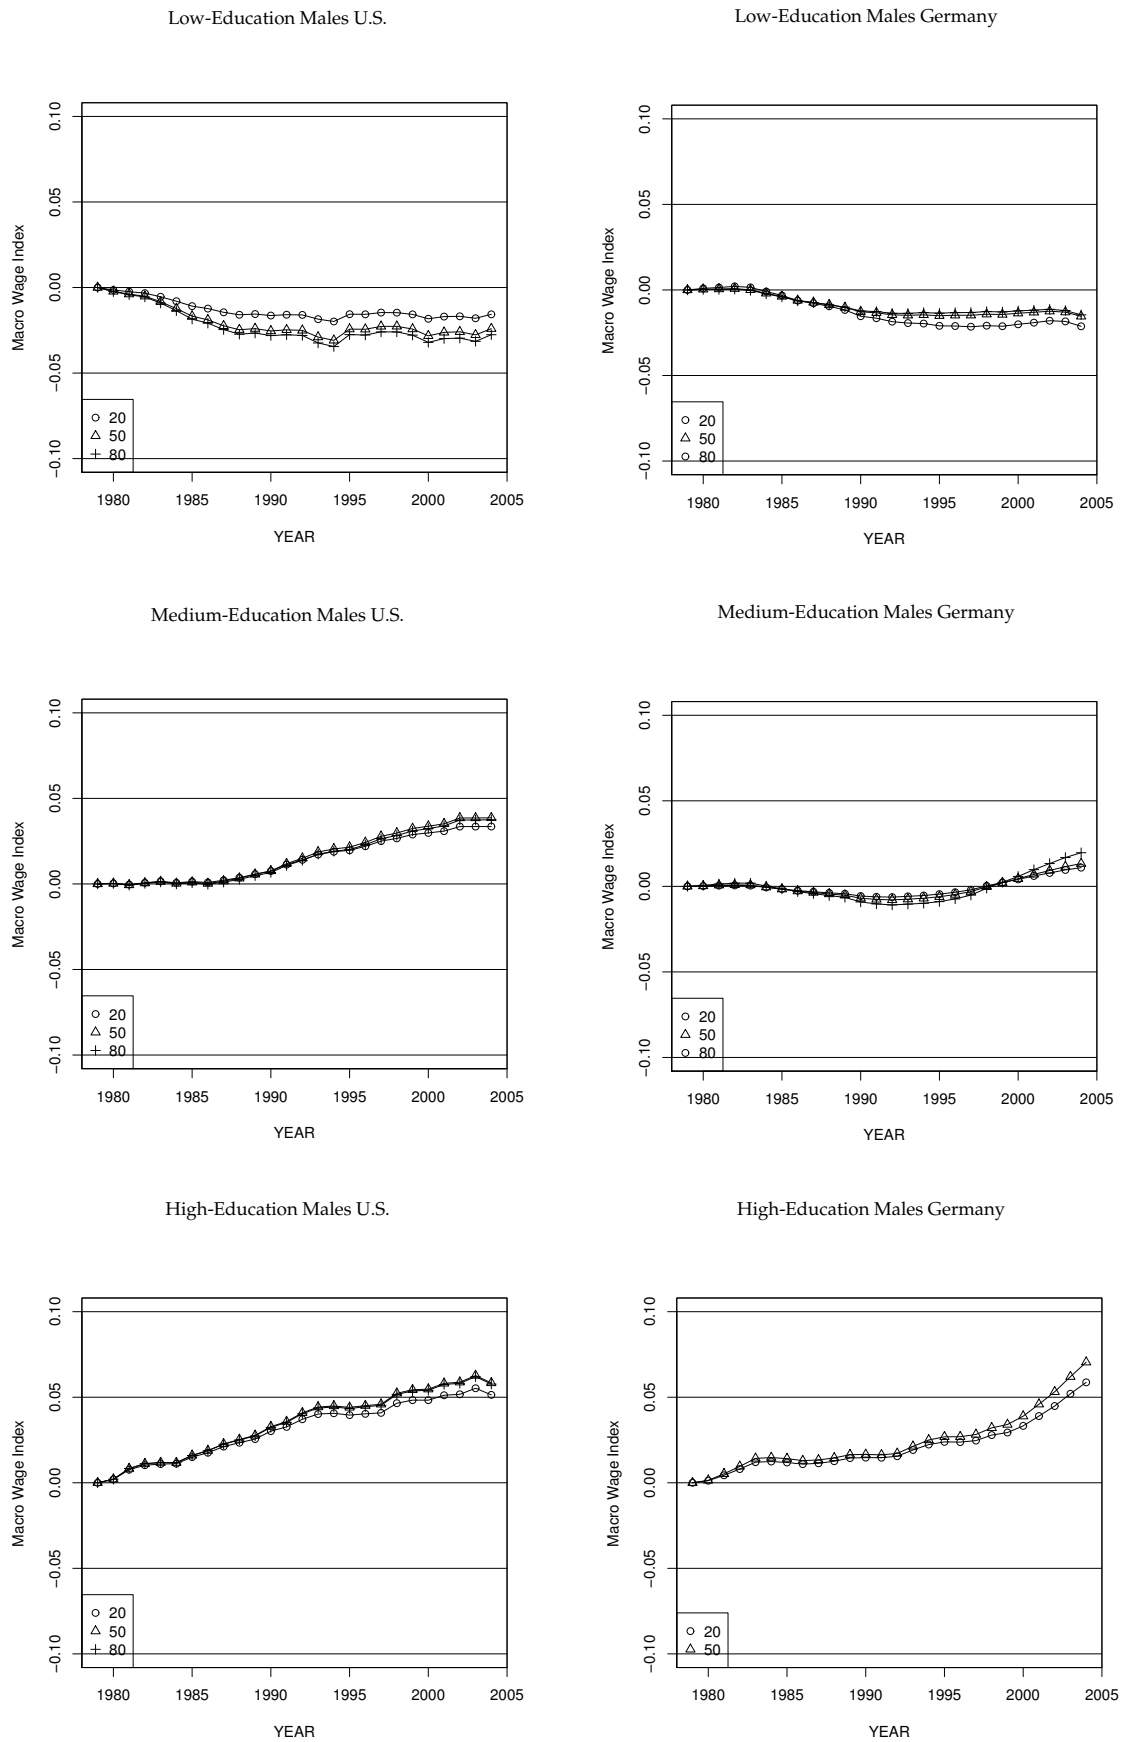 Low-Education Males U.S.
Macro Wage Index
0.10
0.05
0.00
−0.05
−0.10
20
50
80
1980 1985 1990 1995 2000 2005
YEAR
Low-Education Males Germany
Macro Wage Index
0.10
0.05
0.00
−0.05
−0.10
20
50
80
1980 1985 1990 1995 2000 2005
YEAR
Medium-Education Males U.S.
Macro Wage Index
0.10
0.05
0.00
−0.05
−0.10
20
50
80
1980 1985 1990 1995 2000 2005
YEAR
Medium-Education Males Germany
Macro Wage Index
0.10
0.05
0.00
−0.05
−0.10
20
50
80
1980 1985 1990 1995 2000 2005
YEAR
High-Education Males U.S.
Macro Wage Index
0.10
0.05
0.00
−0.05
−0.10
20
50
80
1980 1985 1990 1995 2000 2005
YEAR
High-Education Males Germany
Macro Wage Index
0.10
0.05
0.00
−0.05
−0.10
20
50
1980 1985 1990 1995 2000 2005
YEAR